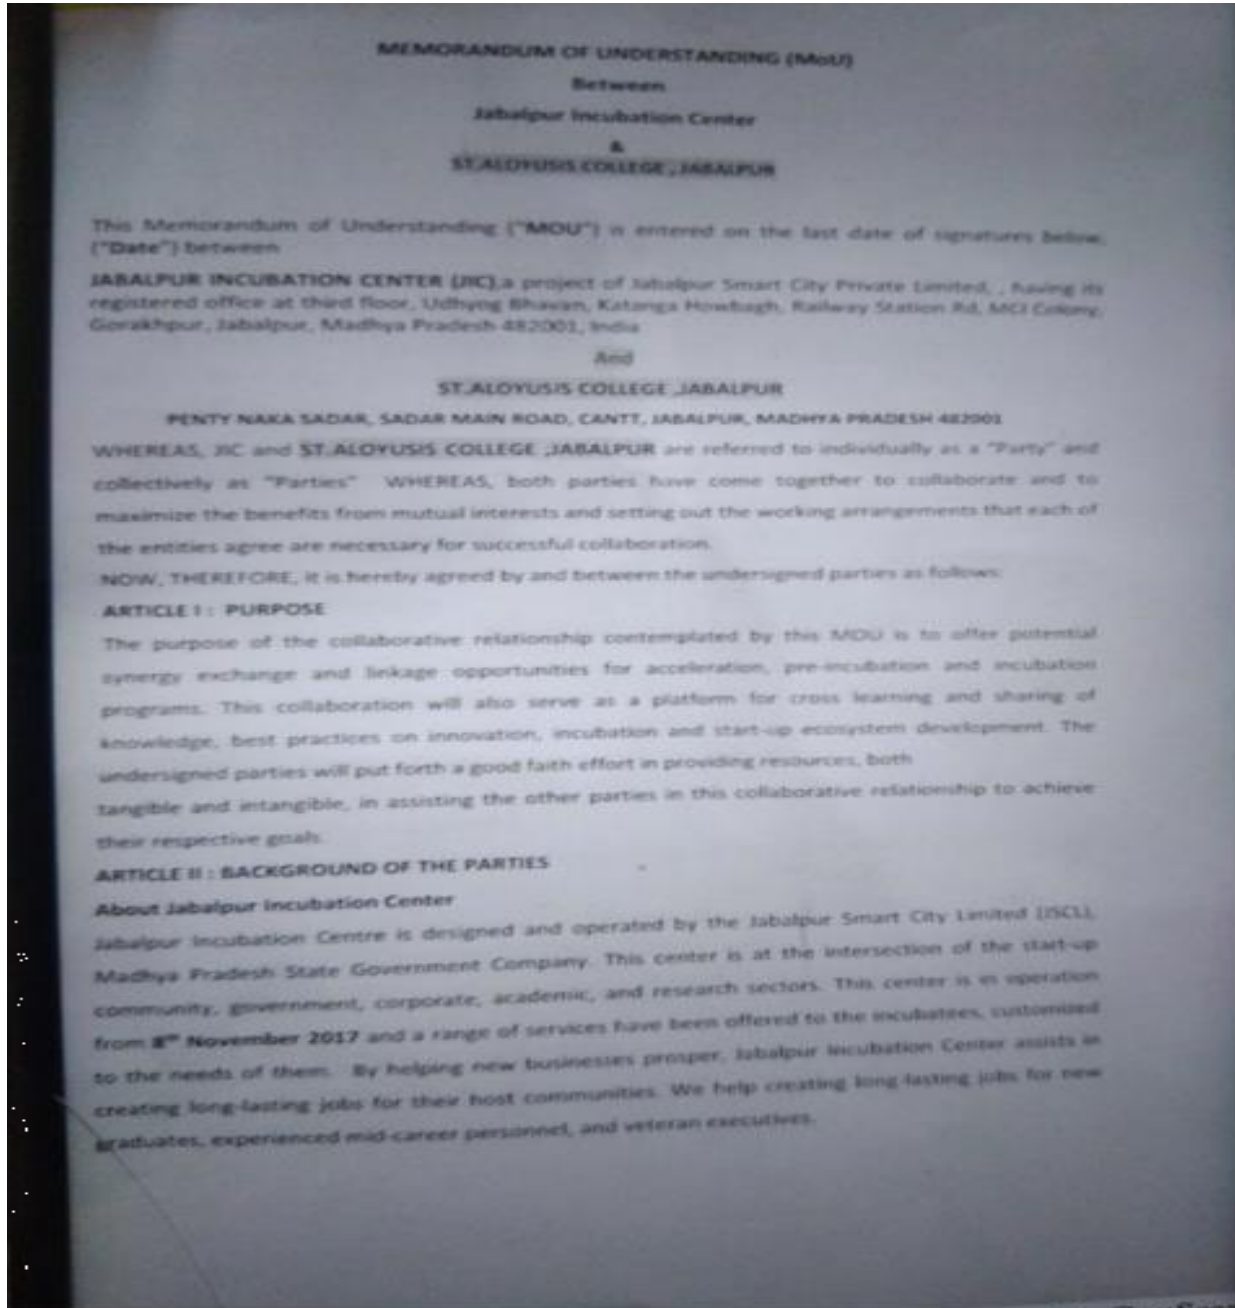 MEMORANDUM OF UNDERSTANDING (MoU)
Between
Jabalpur Incubation Center
&
ST.ALOYUSIS COLLEGE ,JABALPUR
This Memorandum of Understanding ("MOU") is entered on the last date of signatures below,
("Date") between
JABALPUR INCUBATION CENTER (JIC),a project of Jabalpur Smart City Private Limited, , having its
registered office at third floor, Udhyog Bhavan, Katanga Howbagh, Railway Station Rd, MCI Colony,
Gorakhpur, Jabalpur, Madhya Pradesh 482001, India
And
ST.ALOYUSIS COLLEGE ,JABALPUR
PENTY NAKA SADAR, SADAR MAIN ROAD, CANTT, JABALPUR, MADHYA PRADESH 482001
WHEREAS, JIC and ST.ALOYUSIS COLLEGE ,JABALPUR are referred to individually as a "Party" and
collectively as "Parties" WHEREAS, both parties have come together to collaborate and to
maximize the benefits from mutual interests and setting out the working arrangements that each of
the entities agree are necessary for successful collaboration.
NOW, THEREFORE, it is hereby agreed by and between the undersigned parties as follows:
ARTICLE I : PURPOSE
The purpose of the collaborative relationship contemplated by this MOU is to offer potential
synergy exchange and linkage opportunities for acceleration, pre-incubation and incubation
programs. This collaboration will also serve as a platform for cross learning and sharing of
knowledge, best practices on innovation, incubation and start-up ecosystem development. The
undersigned parties will put forth a good faith effort in providing resources, both
tangible and intangible, in assisting the other parties in this collaborative relationship to achieve
their respective goals.
ARTICLE II : BACKGROUND OF THE PARTIES
About Jabalpur Incubation Center
Jabalpur Incubation Centre is designed and operated by the Jabalpur Smart City Limited (JSCL),
Madhya Pradesh State Government Company. This center is at the intersection of the start-up
community, government, corporate, academic, and research sectors. This center is in operation
from 8th November 2017 and a range of services have been offered to the incubatees, customized
to the needs of them. By helping new businesses prosper, Jabalpur Incubation Center assists in
creating long-lasting jobs for their host communities. We help creating long-lasting jobs for new
graduates, experienced mid-career personnel, and veteran executives.